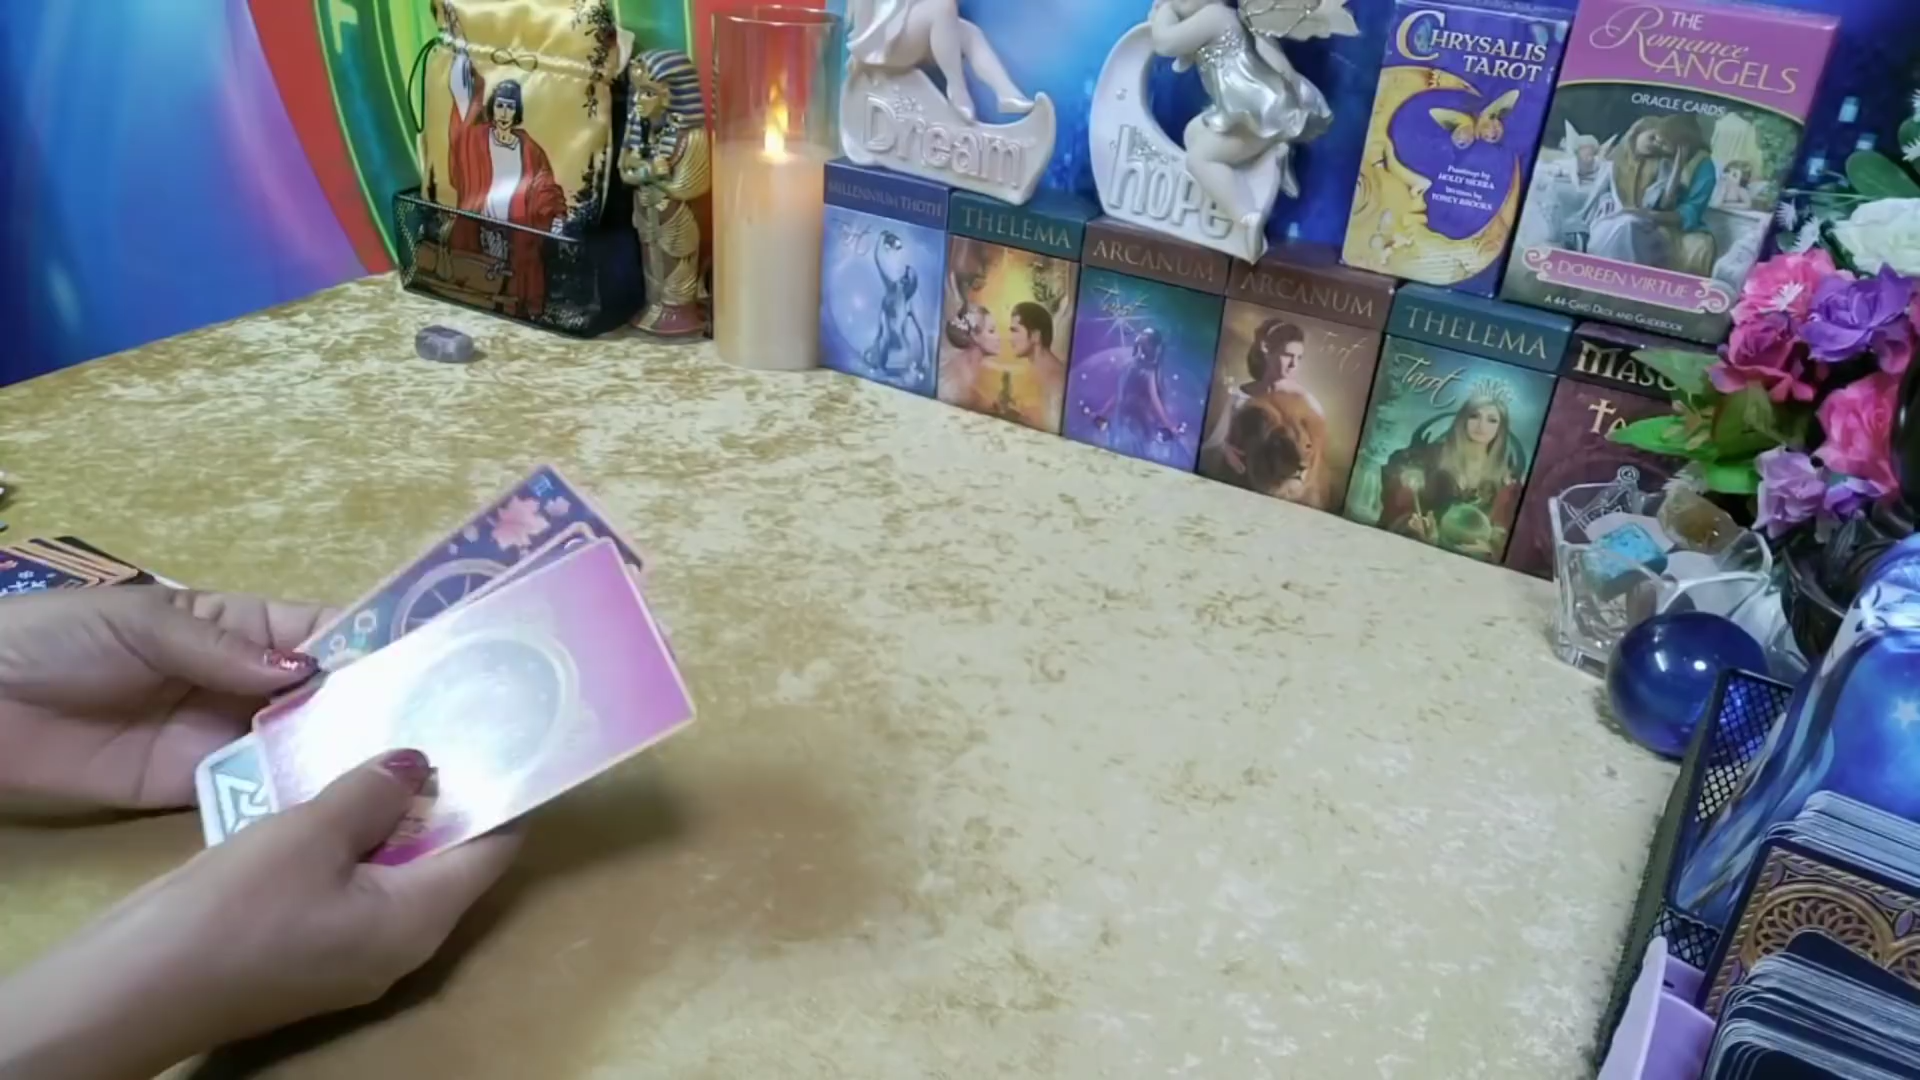 Dream
hope
CHRYSALIS
TAROT
Paintings by
HOLLY SIERRA
Written by
TONEY BROOKS
THE
Romance
ANGELS
ORACLE CARDS
DOREEN VIRTUE
A 44-CARD DECK AND GUIDEBOOK
MILLENNIUM THOTH
THELEMA
ARCANUM
Tarot
ARCANUM
Tarot
THELEMA
Tarot